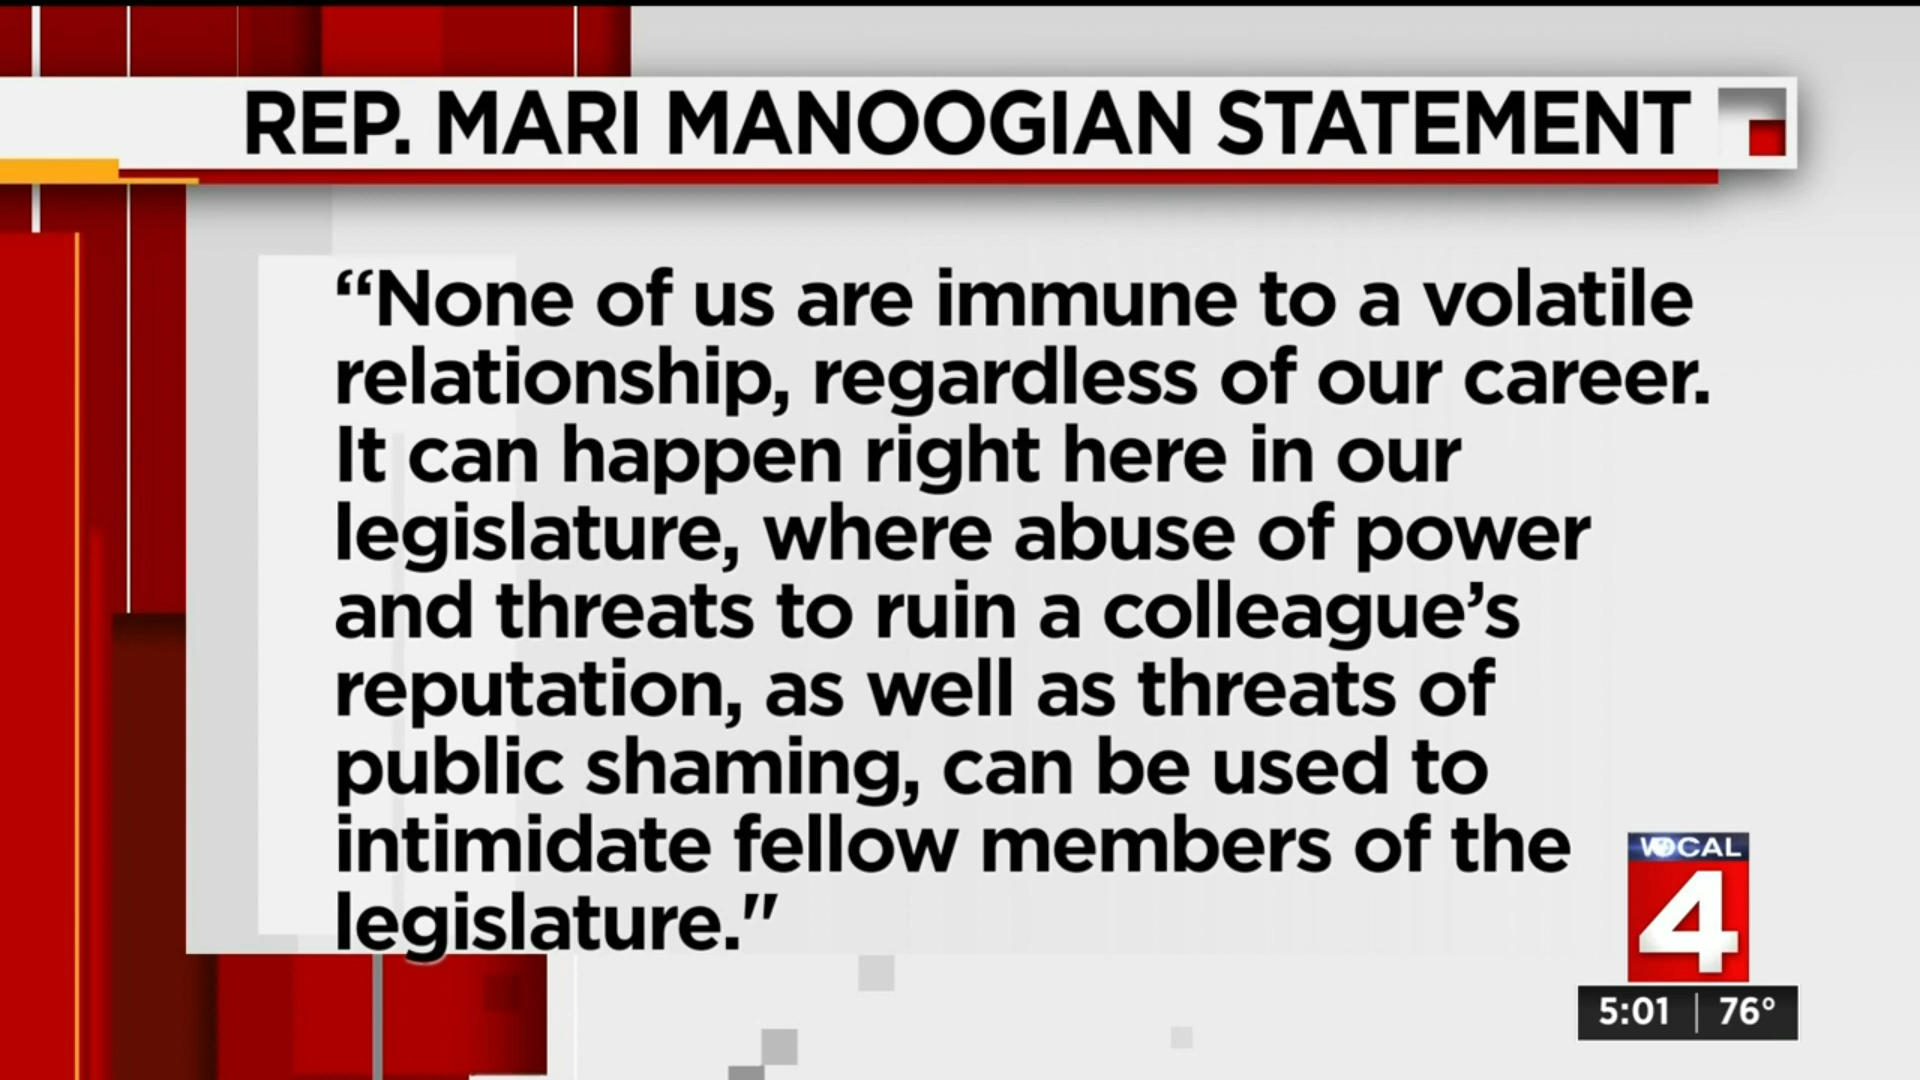 REP. MARI MANOOGIAN STATEMENT
“None of us are immune to a volatile
relationship, regardless of our career.
It can happen right here in our
legislature, where abuse of power
and threats to ruin a colleague’s
reputation, as well as threats of
public shaming, can be used to
intimidate fellow members of the
legislature."
4
5:01 | 76°